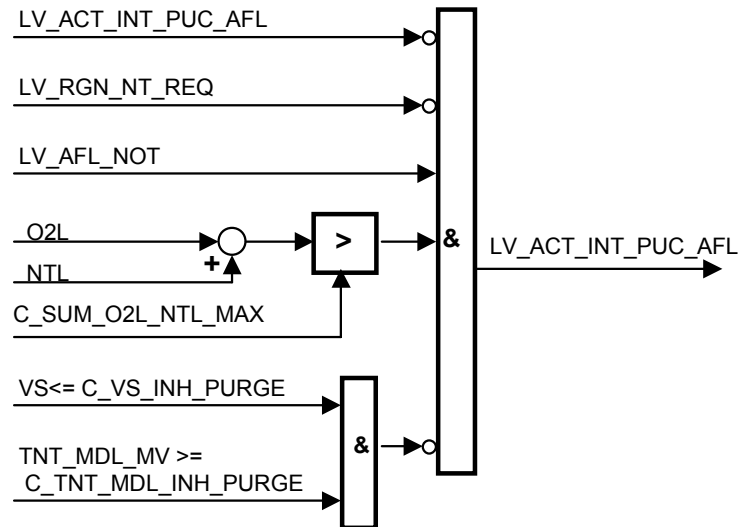 LV_ACT_INT_PUC_AFL
LV_RGN_NT_REQ
LV_AFL_NOT
O2L
+
NTL
>
C_SUM_O2L_NTL_MAX
&
LV_ACT_INT_PUC_AFL
VS<= C_VS_INH_PURGE
&
TNT_MDL_MV >=
C_TNT_MDL_INH_PURGE